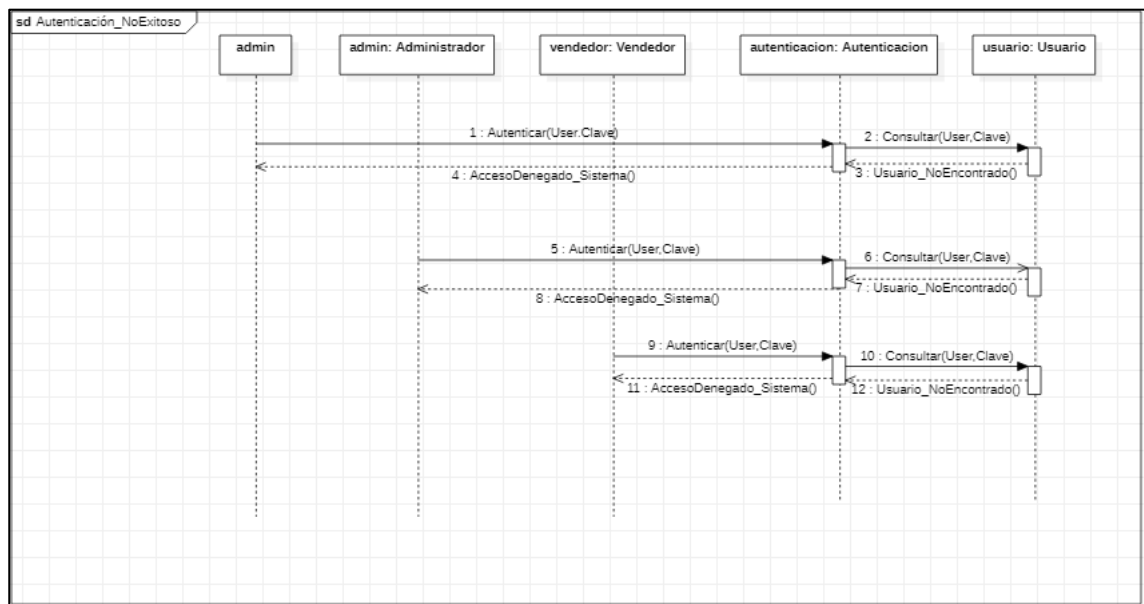 sd Autenticación_NoExitoso
admin
admin: Administrador
vendedor: Vendedor
autenticacion: Autenticacion
usuario: Usuario
1 : Autenticar(User.Clave)
2 : Consultar(User,Clave)
3 : Usuario_NoEncontrado()
4 : AccesoDenegado_Sistema()
5 : Autenticar(User,Clave)
6 : Consultar(User,Clave)
7 : Usuario_NoEncontrado()
8 : AccesoDenegado_Sistema()
9 : Autenticar(User,Clave)
10 : Consultar(User,Clave)
11 : AccesoDenegado_Sistema()
12 : Usuario_NoEncontrado()